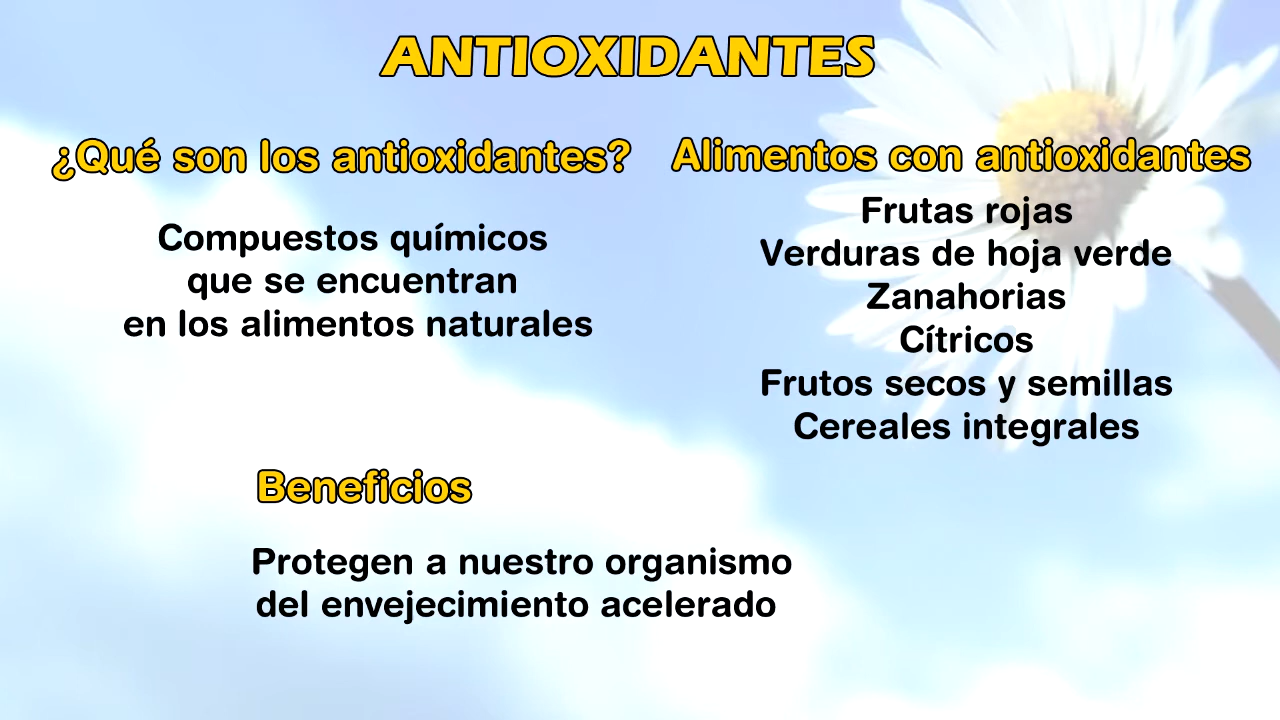 ANTIOXIDANTES
¿Qué son los antioxidantes?
Compuestos químicos
que se encuentran
en los alimentos naturales
Alimentos con antioxidantes
Frutas rojas
Verduras de hoja verde
Zanahorias
Cítricos
Frutos secos y semillas
Cereales integrales
Beneficios
Protegen a nuestro organismo
del envejecimiento acelerado